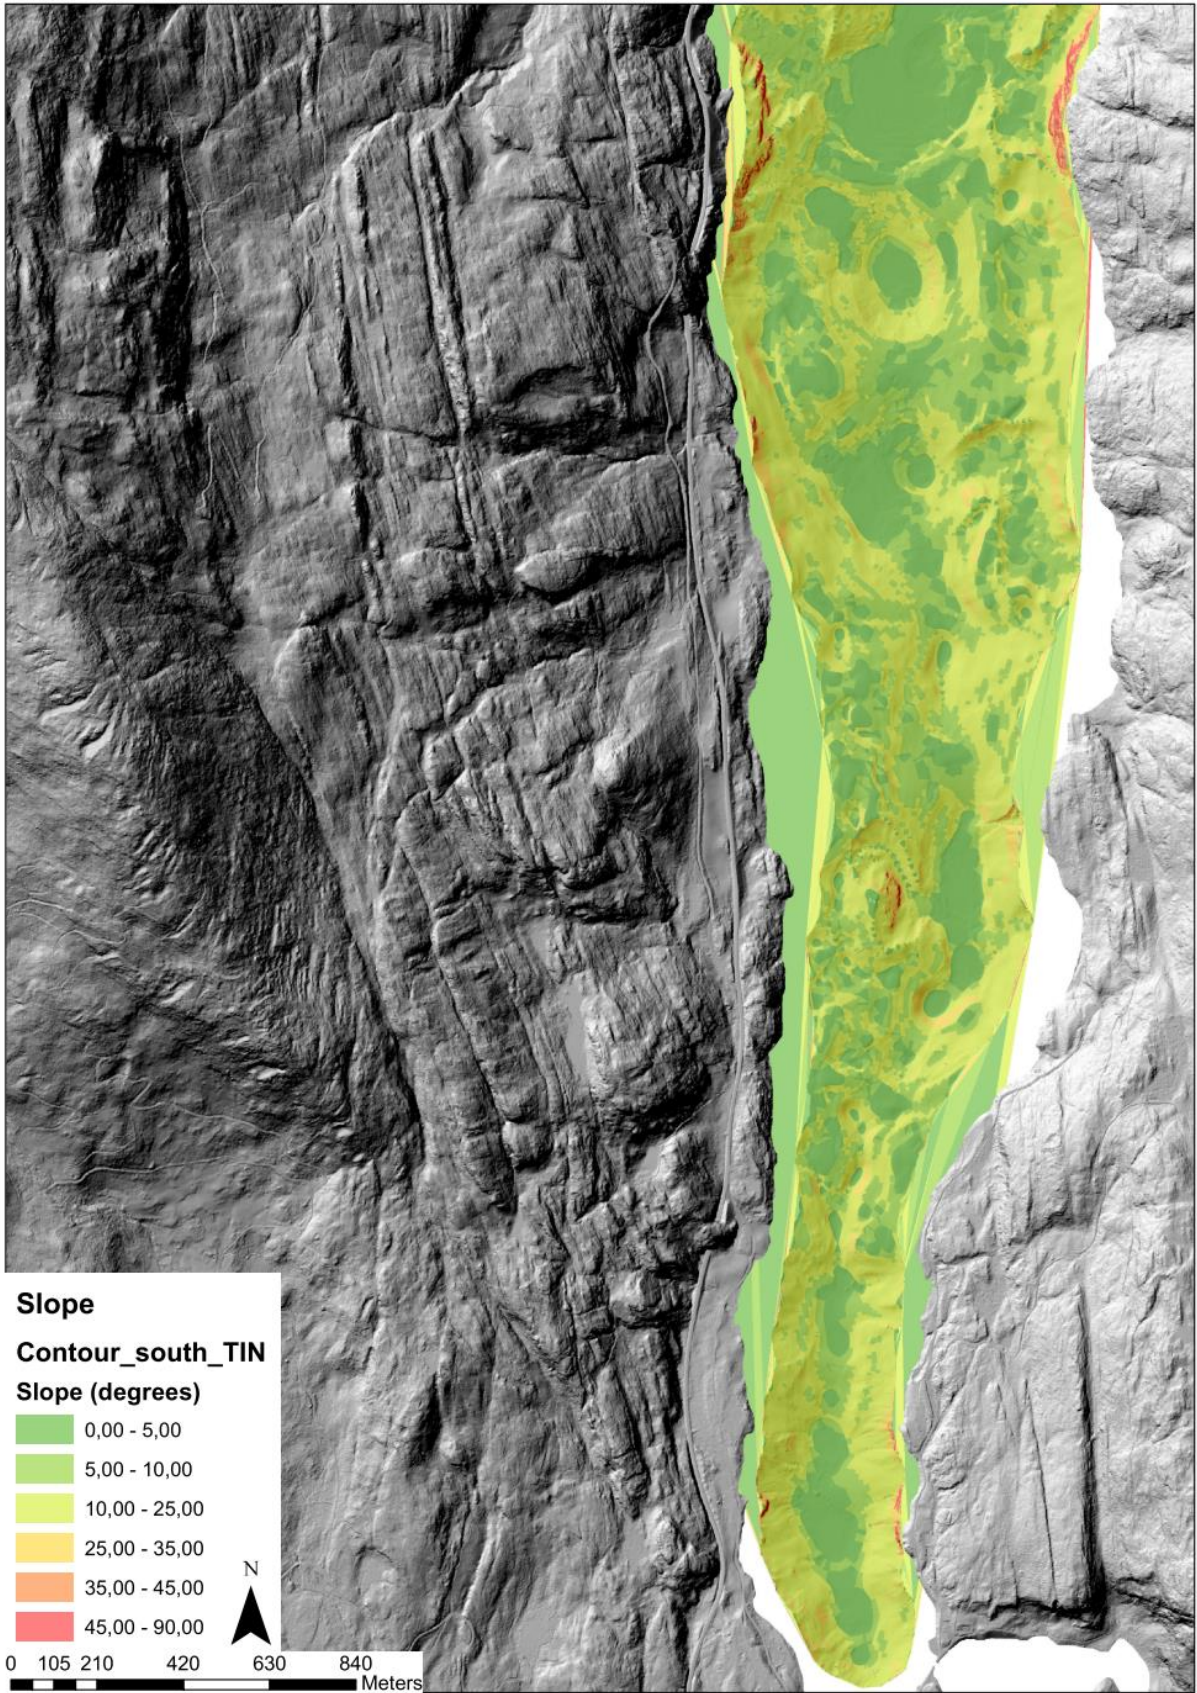 Slope
Contour_south_TIN
Slope (degrees)
0,00 - 5,00
5,00 - 10,00
10,00 - 25,00
25,00 - 35,00
35,00 - 45,00
45,00 - 90,00
N
0 105 210 420 630 840
Meters